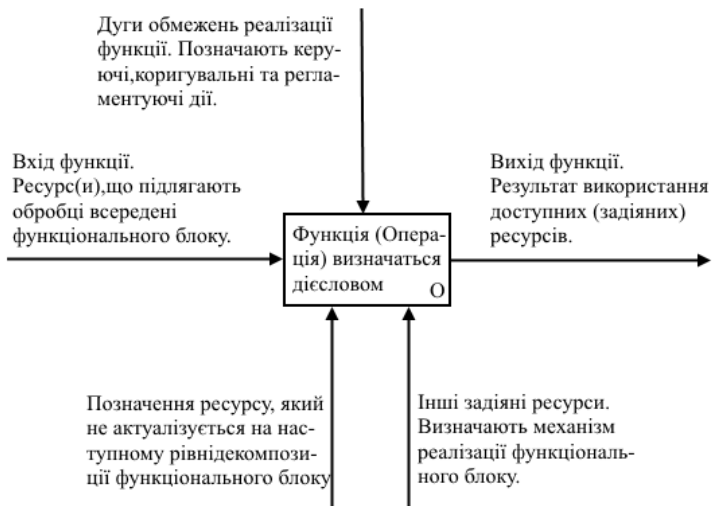 Дуги обмежень реалізації
функції. Позначають керу-
ючі,коригувальні та регла-
ментуючі дії.
Вхід функції.
Ресурс(и),що підлягають
обробці всередені
функціонального блоку.
Вихід функції.
Результат використання
доступних (задіяних)
ресурсів.
Функція (Опера-
ція) визначаться
дієсловом
О
Позначення ресурсу, який
не актуалізується на нас-
тупному рівнідекомпози-
ції функціонального блоку
Інші задіяні ресурси.
Визначають механізм
реалізації функціональ-
ного блоку.